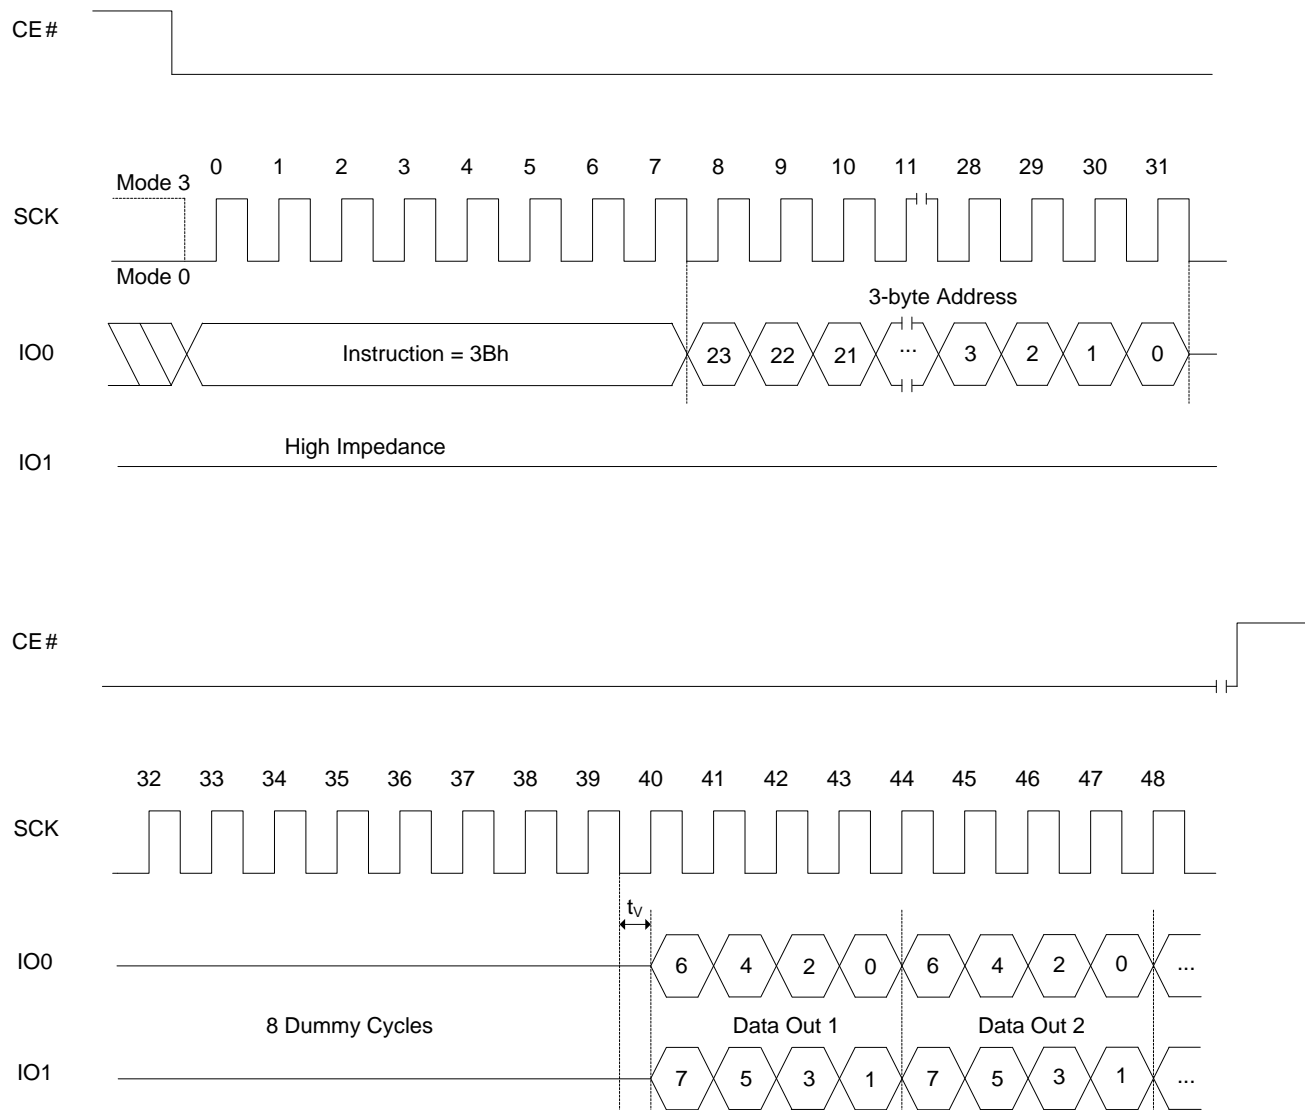 CE#
0 1 2 3 4 5 6 7 8 9 10 11 28 29 30 31
Mode 3
SCK
Mode 0
3-byte Address
IO0 Instruction = 3Bh 23 22 21 ... 3 2 1 0
High Impedance
IO1
CE#
32 33 34 35 36 37 38 39 40 41 42 43 44 45 46 47 48
SCK
tV
IO0 6 4 2 0 6 4 2 0 ...
8 Dummy Cycles Data Out 1 Data Out 2
IO1 7 5 3 1 7 5 3 1 ...